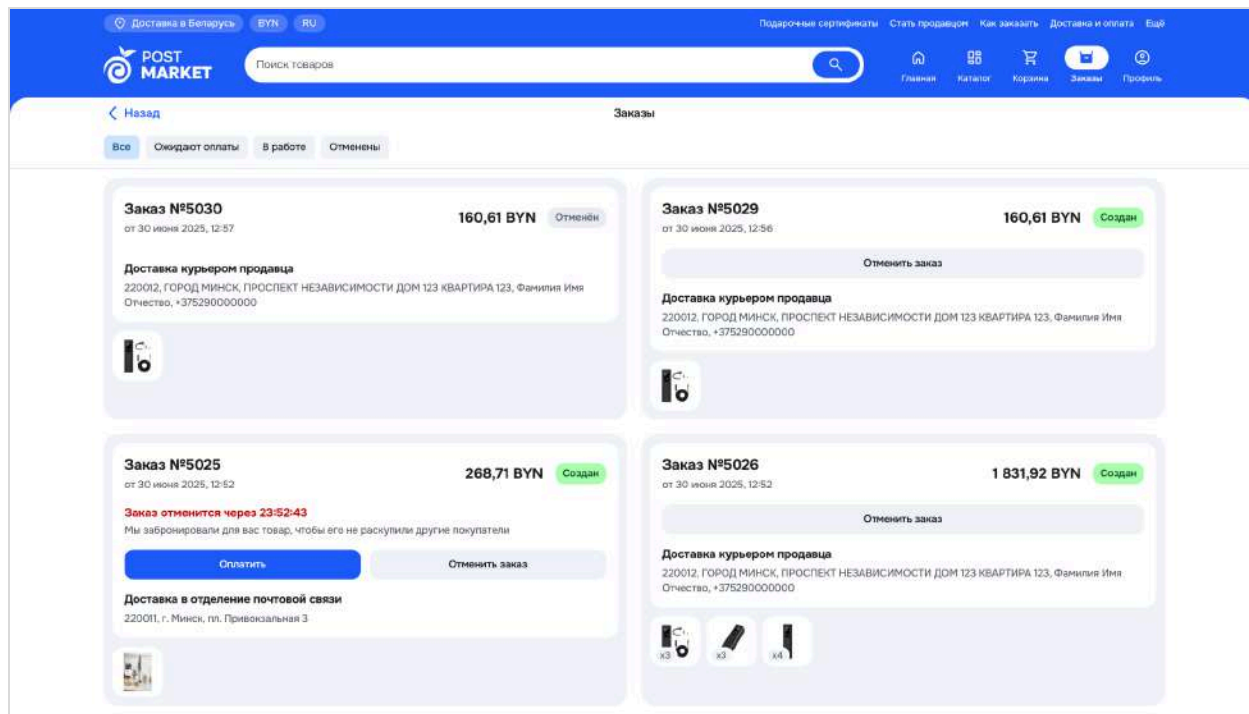 Доставка в Беларусь BYN RU
Подарочные сертификаты Стать продавцом Как заказать Доставка и оплата Ещё
POST
MARKET
Поиск товаров
Главная Каталог Корзина Заказы Профиль
Назад
Заказы
Все Ожидают оплаты В работе Отменены
Заказ №5030
160,61 BYN Отменён
от 30 июня 2025, 12:57
Доставка курьером продавца
220012, ГОРОД МИНСК, ПРОСПЕКТ НЕЗАВИСИМОСТИ ДОМ 123 КВАРТИРА 123, Фамилия Имя
Отчество, +375290000000
Заказ №5029
160,61 BYN Создан
от 30 июня 2025, 12:56
Отменить заказ
Доставка курьером продавца
220012, ГОРОД МИНСК, ПРОСПЕКТ НЕЗАВИСИМОСТИ ДОМ 123 КВАРТИРА 123, Фамилия Имя
Отчество, +375290000000
Заказ №5025
268,71 BYN Создан
от 30 июня 2025, 12:52
Заказ отменится через 23:52:43
Мы забронировали для вас товар, чтобы его не раскупили другие покупатели
Оплатить Отменить заказ
Доставка в отделение почтовой связи
220011, г. Минск, пл. Привокзальная 3
Заказ №5026
1 831,92 BYN Создан
от 30 июня 2025, 12:52
Отменить заказ
Доставка курьером продавца
220012, ГОРОД МИНСК, ПРОСПЕКТ НЕЗАВИСИМОСТИ ДОМ 123 КВАРТИРА 123, Фамилия Имя
Отчество, +375290000000
x3 x3 x4